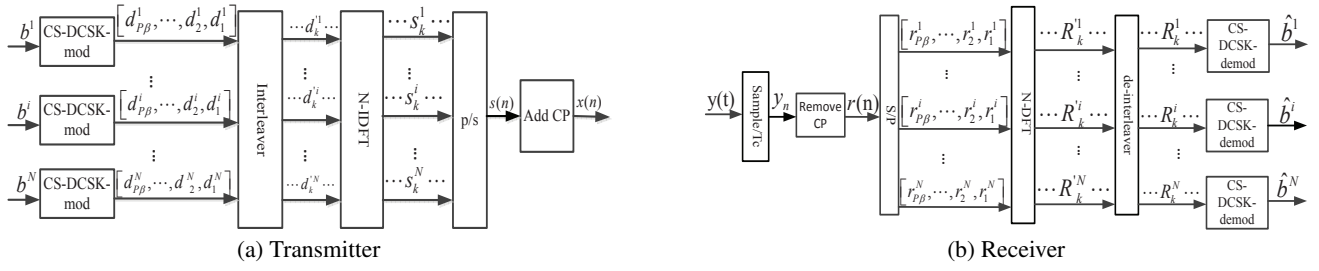 b^1
CS-DCSK-mod
[d^1_{Pβ},⋯,d^1_2,d^1_1]
⋯d'^1_k⋯
⋯s^1_k⋯
⋮
b^i
CS-DCSK-mod
[d^i_{Pβ},⋯,d^i_2,d^i_1]
⋯d'^i_k⋯
⋯s^i_k⋯
⋮
b^N
CS-DCSK-mod
[d^N_{Pβ},⋯,d^N_2,d^N_1]
⋯d'^N_k⋯
⋯s^N_k⋯
Interleaver
N-IDFT
p/s
s(n)
Add CP
x(n)
(a) Transmitter
y(t)
Sample/Tc
y_n
Remove CP
r(n)
S/P
[r^1_{Pβ},⋯,r^1_2,r^1_1]
⋯R'^1_k⋯
⋯R^1_k⋯
CS-DCSK-demod
b̂^1
⋮
[r^i_{Pβ},⋯,r^i_2,r^i_1]
⋯R'^i_k⋯
⋯R^i_k⋯
CS-DCSK-demod
b̂^i
⋮
[r^N_{Pβ},⋯,r^N_2,r^N_1]
⋯R'^N_k⋯
⋯R^N_k⋯
CS-DCSK-demod
b̂^N
N-DFT
de-interleaver
(b) Receiver